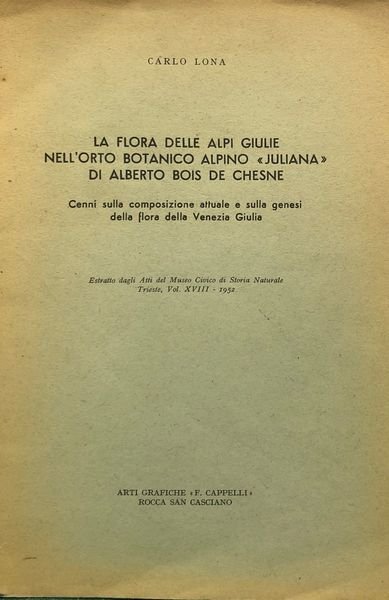 CARLO LONA
LA FLORA DELLE ALPI GIULIE
NELL'ORTO BOTANICO ALPINO «JULIANA»
DI ALBERTO BOIS DE CHESNE
Cenni sulla composizione attuale e sulla genesi
della flora della Venezia Giulia
Estratto dagli Atti del Museo Civico di Storia Naturale
Trieste, Vol. XVIII - 1952
ARTI GRAFICHE «F. CAPPELLI»
ROCCA SAN CASCIANO